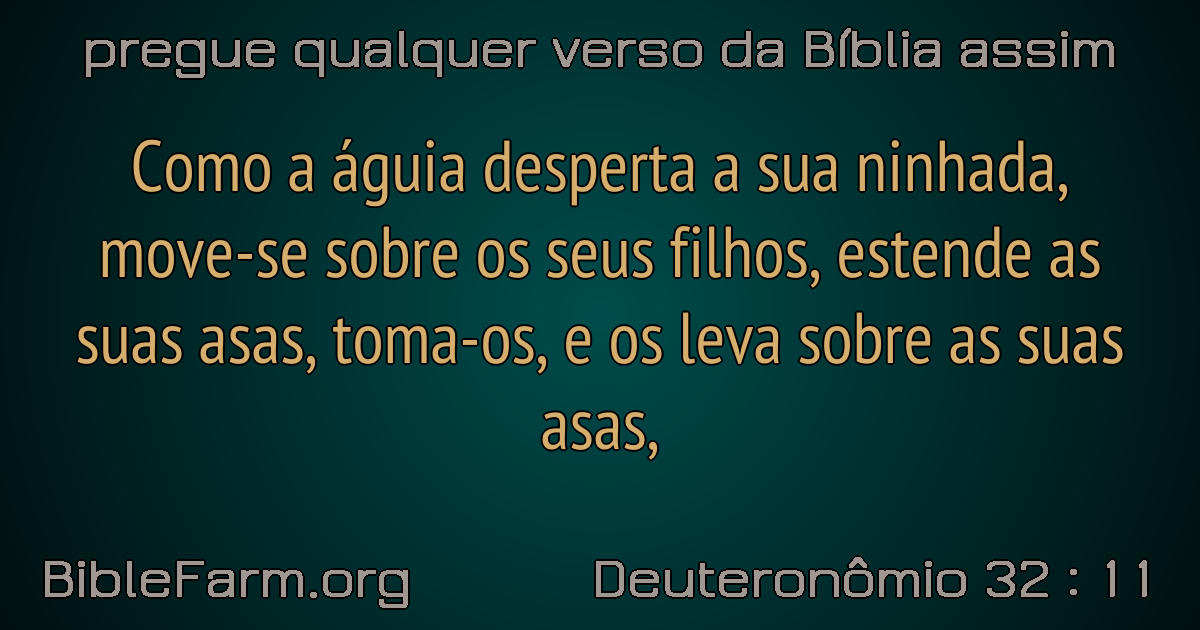 pregue qualquer verso da Bíblia assim
Como a águia desperta a sua ninhada,
move-se sobre os seus filhos, estende as
suas asas, toma-os, e os leva sobre as suas
asas,
BibleFarm.org
Deuteronômio 32 : 11